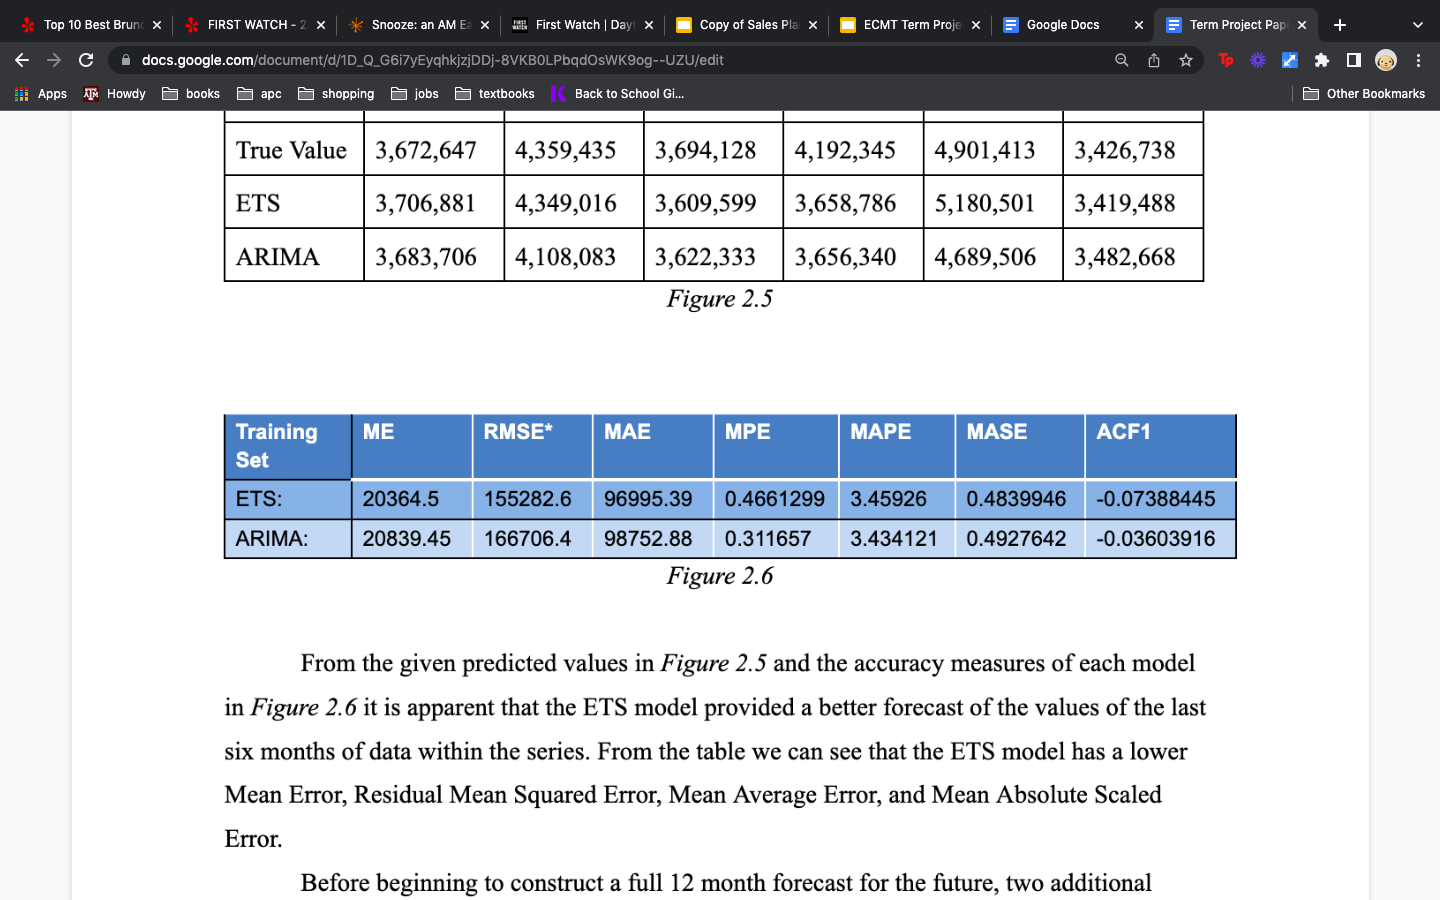 Top 10 Best Brun
FIRST WATCH - 2
Snooze: an AM Ea
First Watch | Day
Copy of Sales Pla
ECMT Term Proje
Google Docs
Term Project Pap
docs.google.com/document/d/1D_Q_G6i7yEyqhkjzjDDj-8VKB0LPbqdOsWK9og--UZU/edit
Apps Howdy books apc shopping jobs textbooks Back to School Gi... Other Bookmarks
True Value 3,672,647 4,359,435 3,694,128 4,192,345 4,901,413 3,426,738
ETS 3,706,881 4,349,016 3,609,599 3,658,786 5,180,501 3,419,488
ARIMA 3,683,706 4,108,083 3,622,333 3,656,340 4,689,506 3,482,668
Figure 2.5
Training Set ME RMSE* MAE MPE MAPE MASE ACF1
ETS: 20364.5 155282.6 96995.39 0.4661299 3.45926 0.4839946 -0.07388445
ARIMA: 20839.45 166706.4 98752.88 0.311657 3.434121 0.4927642 -0.03603916
Figure 2.6
From the given predicted values in Figure 2.5 and the accuracy measures of each model
in Figure 2.6 it is apparent that the ETS model provided a better forecast of the values of the last
six months of data within the series. From the table we can see that the ETS model has a lower
Mean Error, Residual Mean Squared Error, Mean Average Error, and Mean Absolute Scaled
Error.
Before beginning to construct a full 12 month forecast for the future, two additional